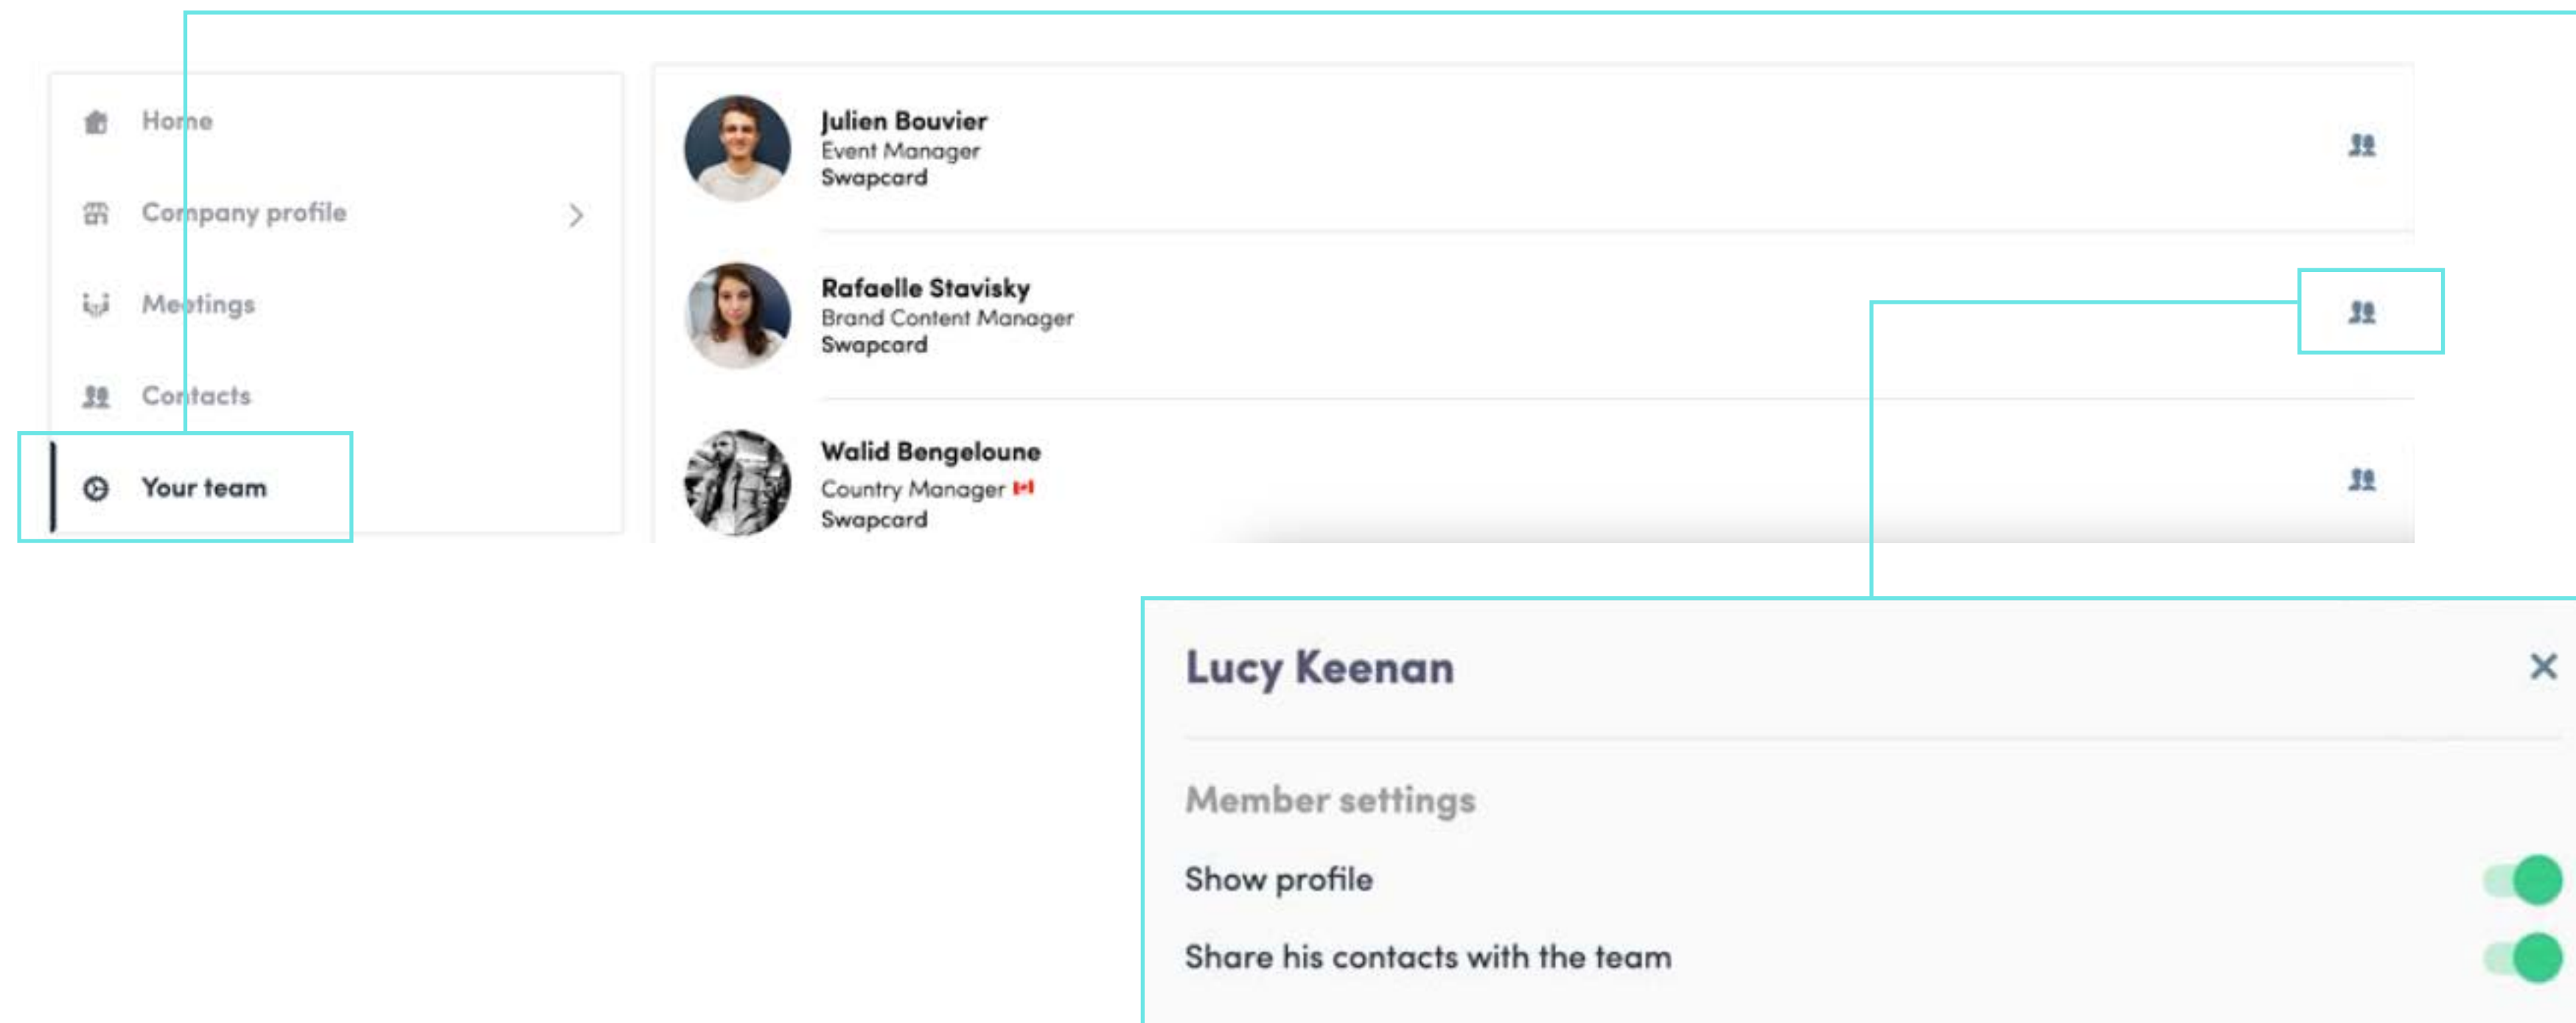 Home
Company profile
Meetings
Contacts
Your team
Julien Bouvier
Event Manager
Swapcard
Rafaelle Stavisky
Brand Content Manager
Swapcard
Walid Bengeloune
Country Manager 🇨🇦
Swapcard
Lucy Keenan
Member settings
Show profile
Share his contacts with the team